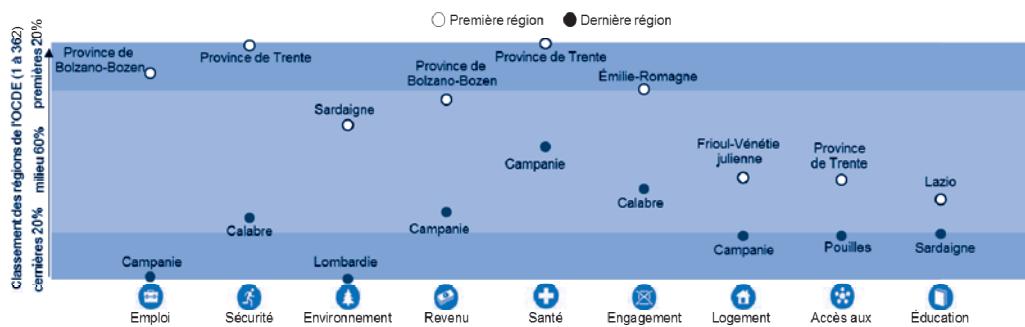 Première région
Dernière région
Classement des régions de l'OCDE (1 à 362)
cernières 20%
milieu 60%
premières 20%
Province de
Bolzano-Bozen
Province de Trente
Sardaigne
Province de
Bolzano-Bozen
Province de Trente
Émilie-Romagne
Frioul-Vénétie
julienne
Province
de Trente
Lazio
Campanie
Calabre
Lombardie
Campanie
Campanie
Calabre
Campanie
Pouilles
Sardaigne
Emploi
Sécurité
Environnement
Revenu
Santé
Engagement
Logement
Accès aux
Éducation